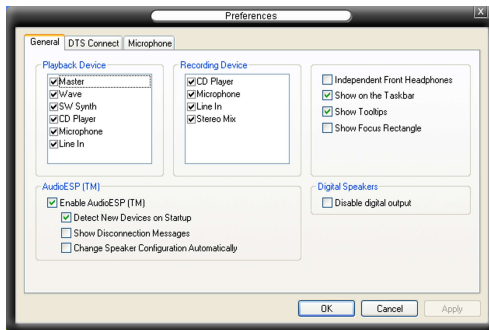 Preferences
X
General
DTS Connect
Microphone
Playback Device
Master
Wave
SW Synth
CD Player
Microphone
Line In
Recording Device
CD Player
Microphone
Line In
Stereo Mix
Independent Front Headphones
Show on the Taskbar
Show Tooltips
Show Focus Rectangle
AudioESP (TM)
Enable AudioESP (TM)
Detect New Devices on Startup
Show Disconnection Messages
Change Speaker Configuration Automatically
Digital Speakers
Disable digital output
OK
Cancel
Apply